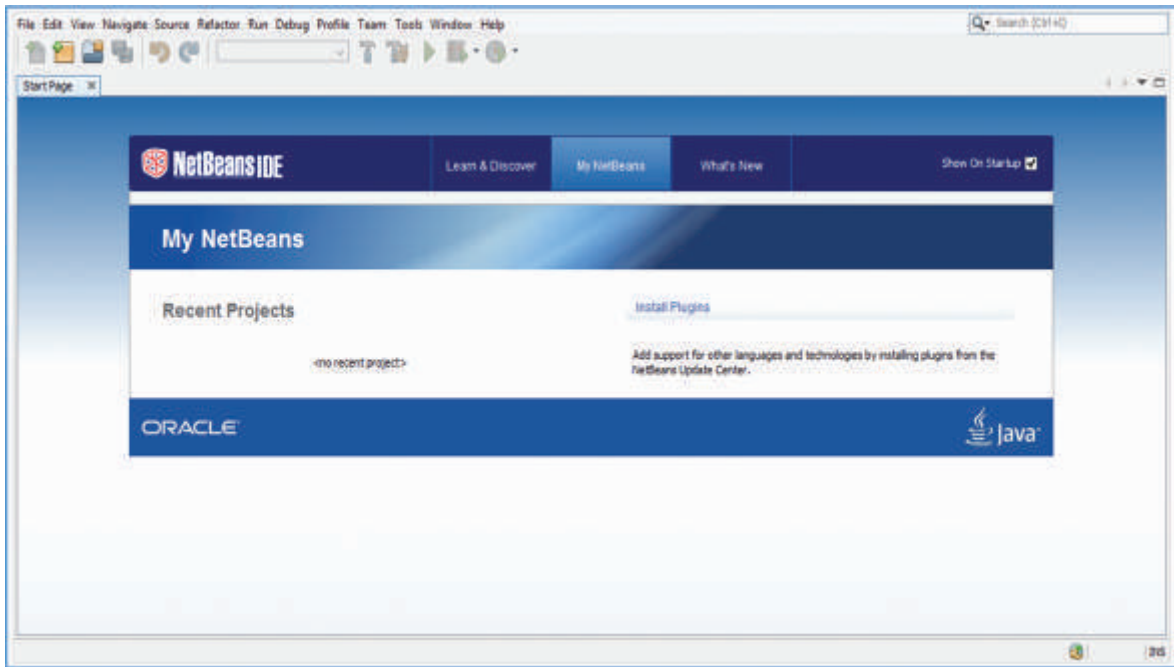 File Edit View Navigate Source Refactor Run Debug Profile Team Tools Window Help
Search (Ctrl+I)
Start Page
NetBeans IDE
Learn & Discover
My NetBeans
What's New
Show On Startup
My NetBeans
Recent Projects
<no recent project>
Install Plugins
Add support for other languages and technologies by installing plugins from the
NetBeans Update Center.
ORACLE
Java
INS